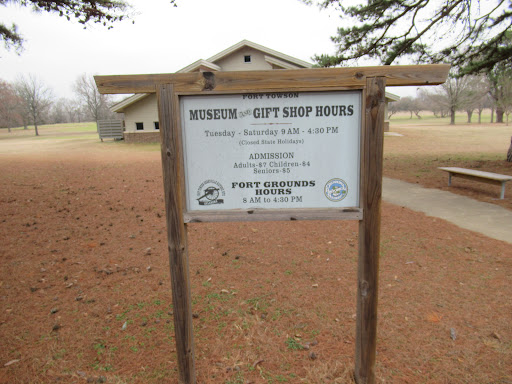 FORT TOWSON
MUSEUM AND GIFT SHOP HOURS
Tuesday - Saturday 9 AM - 4:30 PM
(Closed State Holidays)
ADMISSION
Adults-$7 Children-$4
Seniors-$5
FORT GROUNDS
HOURS
8 AM to 4:30 PM